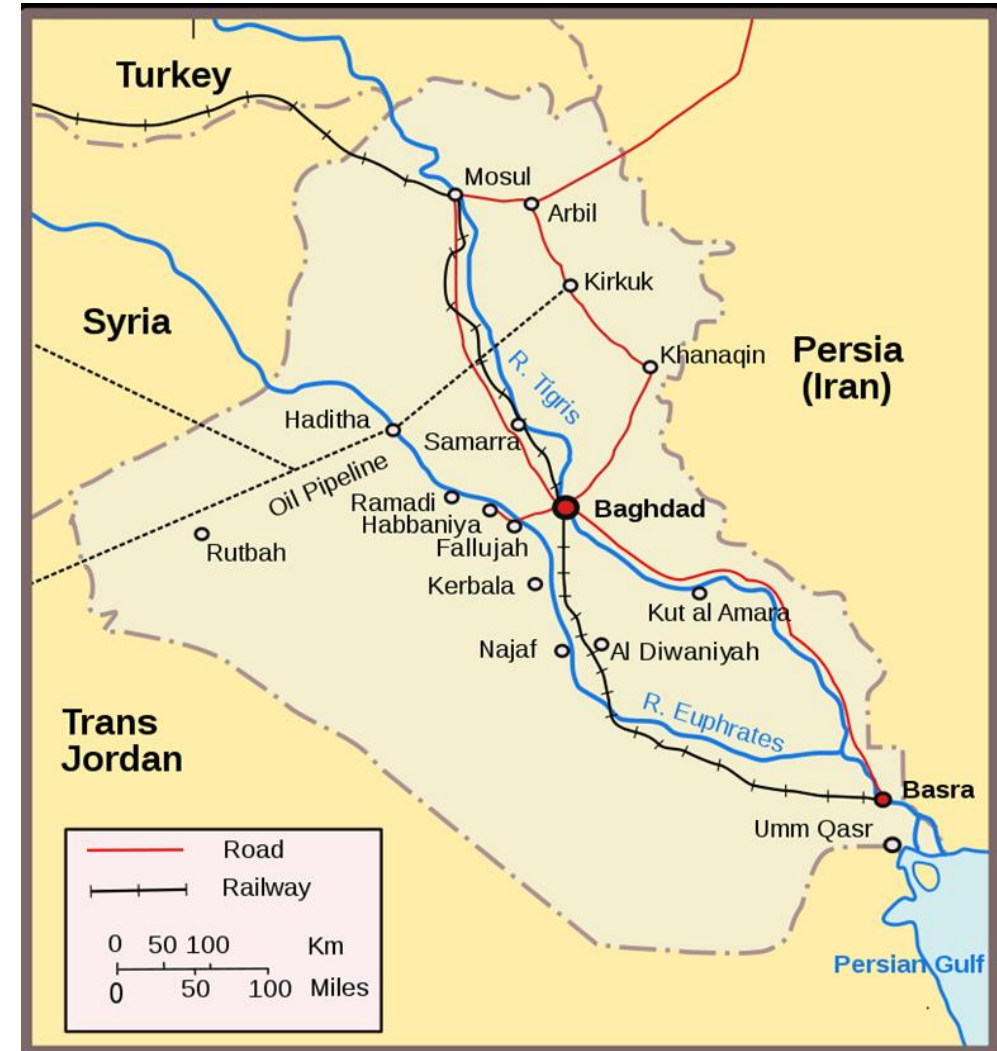 Turkey
Mosul
Arbil
Kirkuk
Syria
R. Tigris
Khanaqin
Persia
(Iran)
Haditha
Samarra
Oil Pipeline
Ramadi
Habbaniya
Fallujah
Baghdad
Rutbah
Kerbala
Kut al Amara
Najaf
Al Diwaniyah
R. Euphrates
Trans
Jordan
Basra
Umm Qasr
Persian Gulf
Road
Railway
0 50 100 Km
0 50 100 Miles